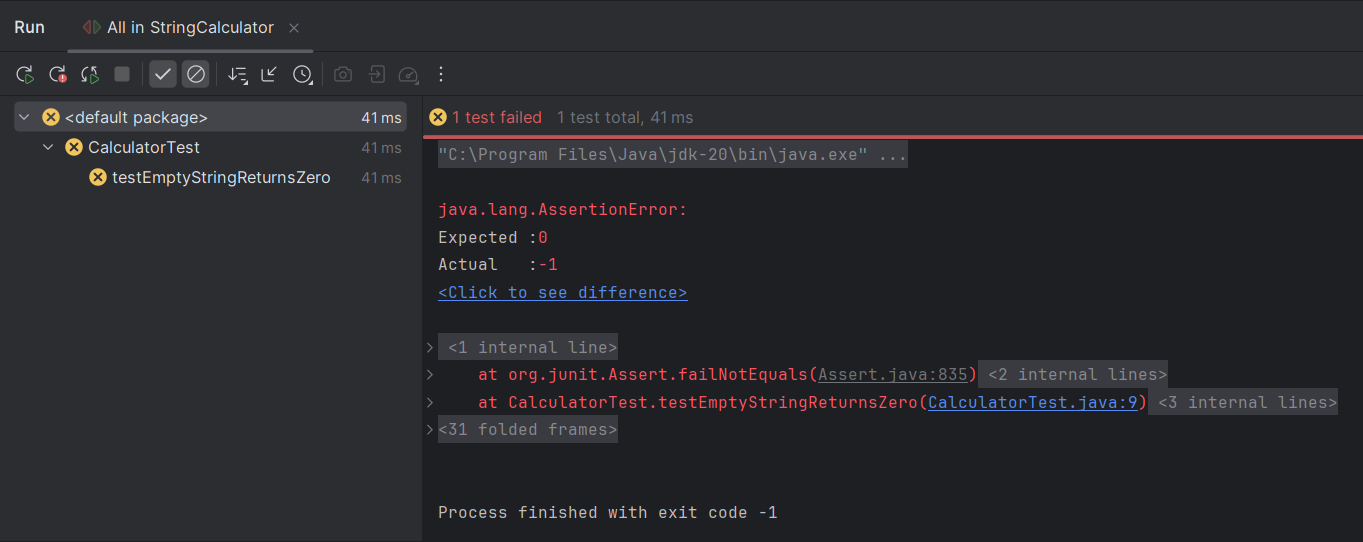 Run All in StringCalculator
<default package> 41 ms
CalculatorTest 41 ms
testEmptyStringReturnsZero 41 ms
1 test failed 1 test total, 41 ms
"C:\Program Files\Java\jdk-20\bin\java.exe" ...
java.lang.AssertionError:
Expected :0
Actual   :-1
<Click to see difference>
<1 internal line>
at org.junit.Assert.failNotEquals(Assert.java:835) <2 internal lines>
at CalculatorTest.testEmptyStringReturnsZero(CalculatorTest.java:9) <3 internal lines>
<31 folded frames>
Process finished with exit code -1